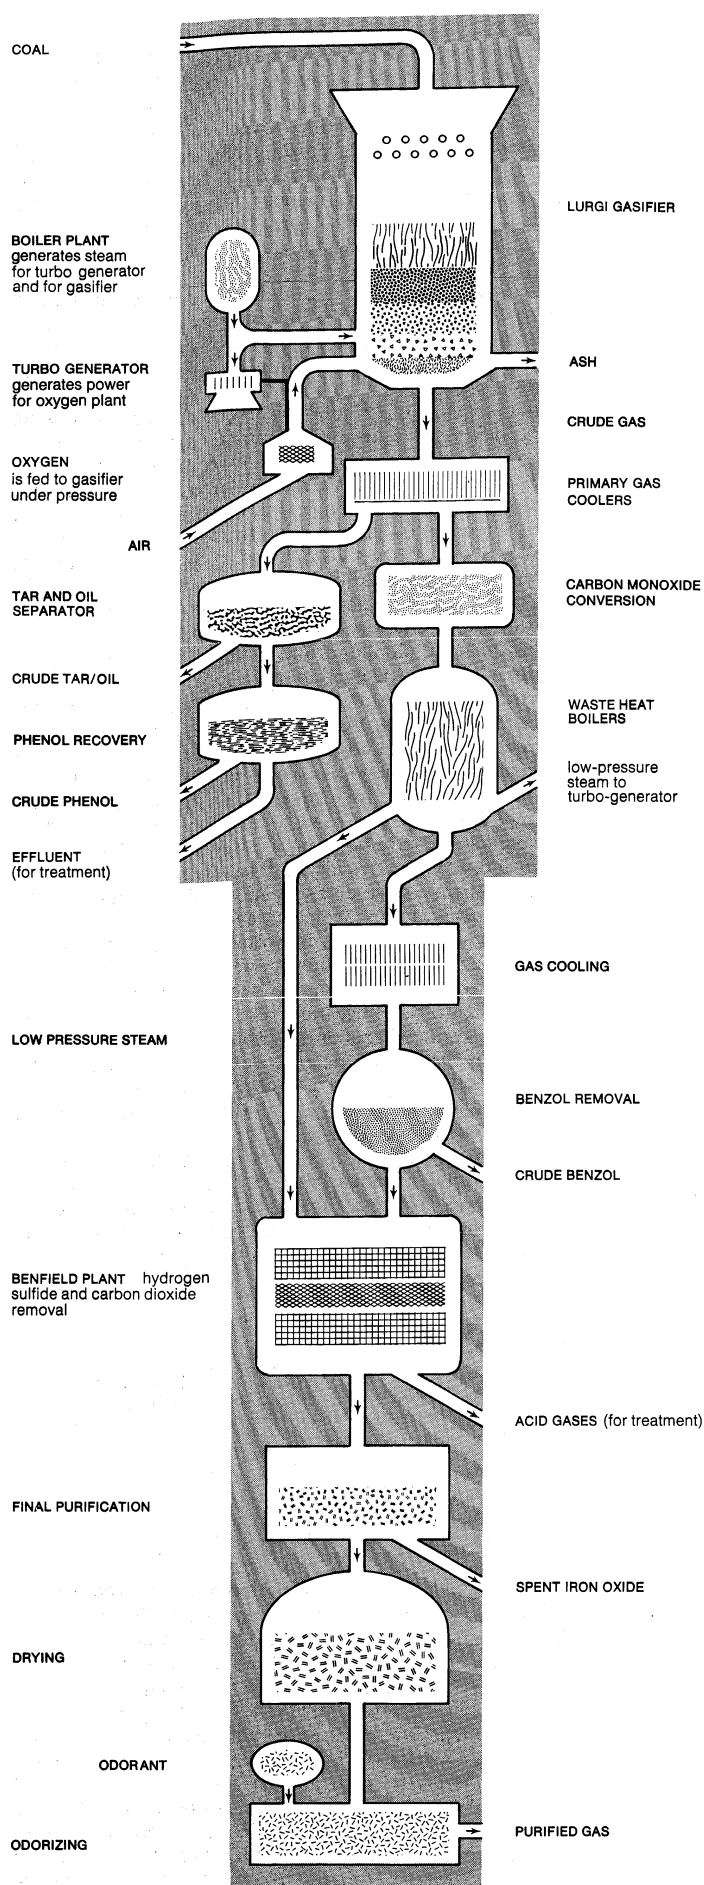 COAL
LURGI GASIFIER
BOILER PLANT
generates steam
for turbo generator
and for gasifier
TURBO GENERATOR
generates power
for oxygen plant
ASH
CRUDE GAS
OXYGEN
is fed to gasifier
under pressure
PRIMARY GAS
COOLERS
AIR
TAR AND OIL
SEPARATOR
CARBON MONOXIDE
CONVERSION
CRUDE TAR/OIL
WASTE HEAT
BOILERS
PHENOL RECOVERY
low-pressure
steam to
turbo-generator
CRUDE PHENOL
EFFLUENT
(for treatment)
GAS COOLING
LOW PRESSURE STEAM
BENZOL REMOVAL
CRUDE BENZOL
BENFIELD PLANT hydrogen
sulfide and carbon dioxide
removal
ACID GASES (for treatment)
FINAL PURIFICATION
SPENT IRON OXIDE
DRYING
ODORANT
PURIFIED GAS
ODORIZING